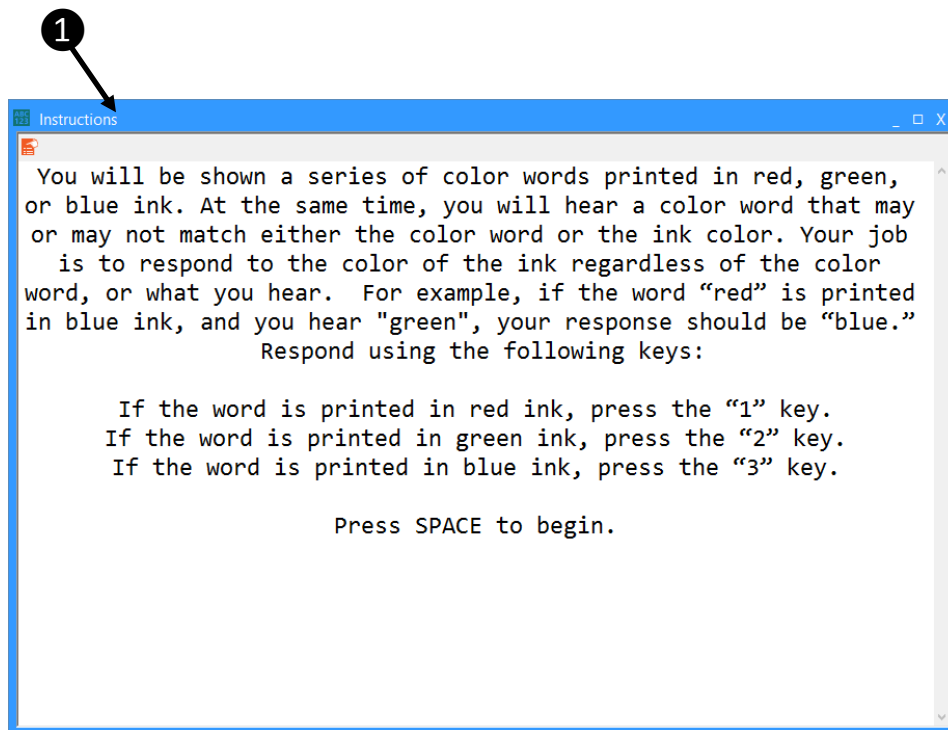 1
Instructions
You will be shown a series of color words printed in red, green,
or blue ink. At the same time, you will hear a color word that may
or may not match either the color word or the ink color. Your job
is to respond to the color of the ink regardless of the color
word, or what you hear.  For example, if the word “red” is printed
in blue ink, and you hear "green", your response should be “blue.”
Respond using the following keys:
If the word is printed in red ink, press the “1” key.
If the word is printed in green ink, press the “2” key.
If the word is printed in blue ink, press the “3” key.
Press SPACE to begin.